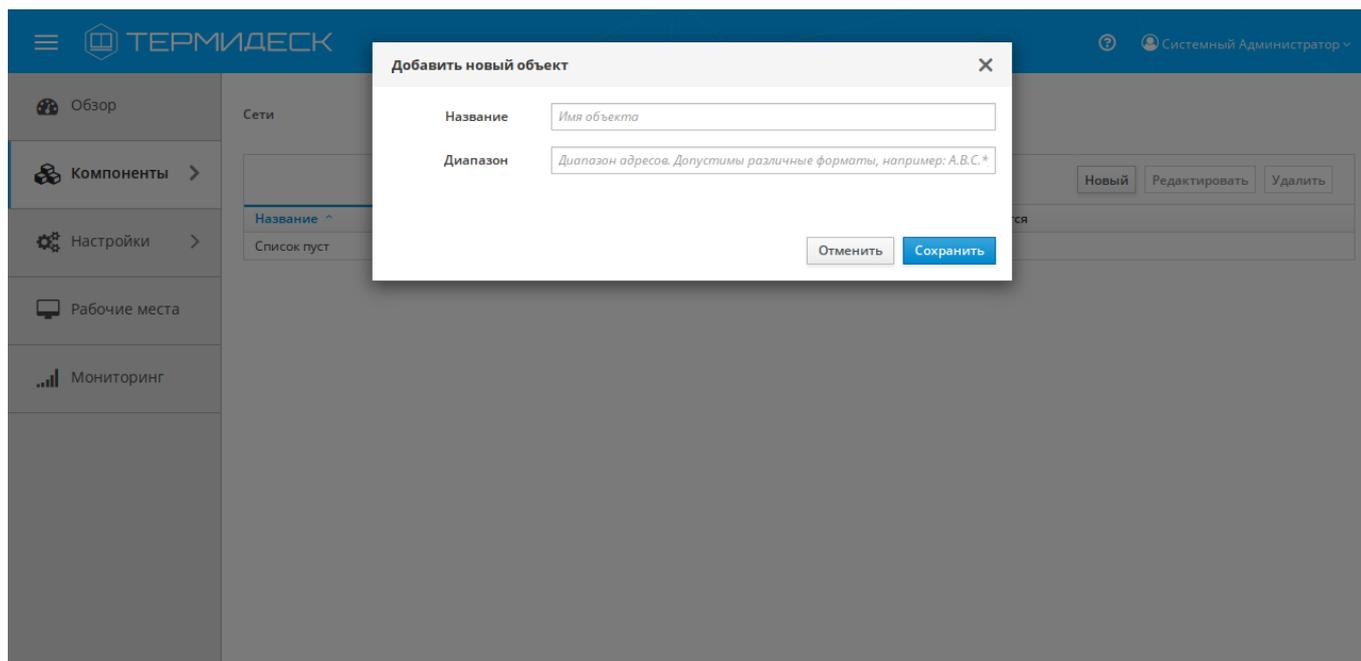 ТЕРМИДЕСК
Системный Администратор
Добавить новый объект
Обзор
Сети
Название
Имя объекта
Диапазон
Диапазон адресов. Допустимы различные форматы, например: A.B.C.*
Компоненты
Новый
Редактировать
Удалить
Название
ся
Настройки
Список пуст
Отменить
Сохранить
Рабочие места
Мониторинг